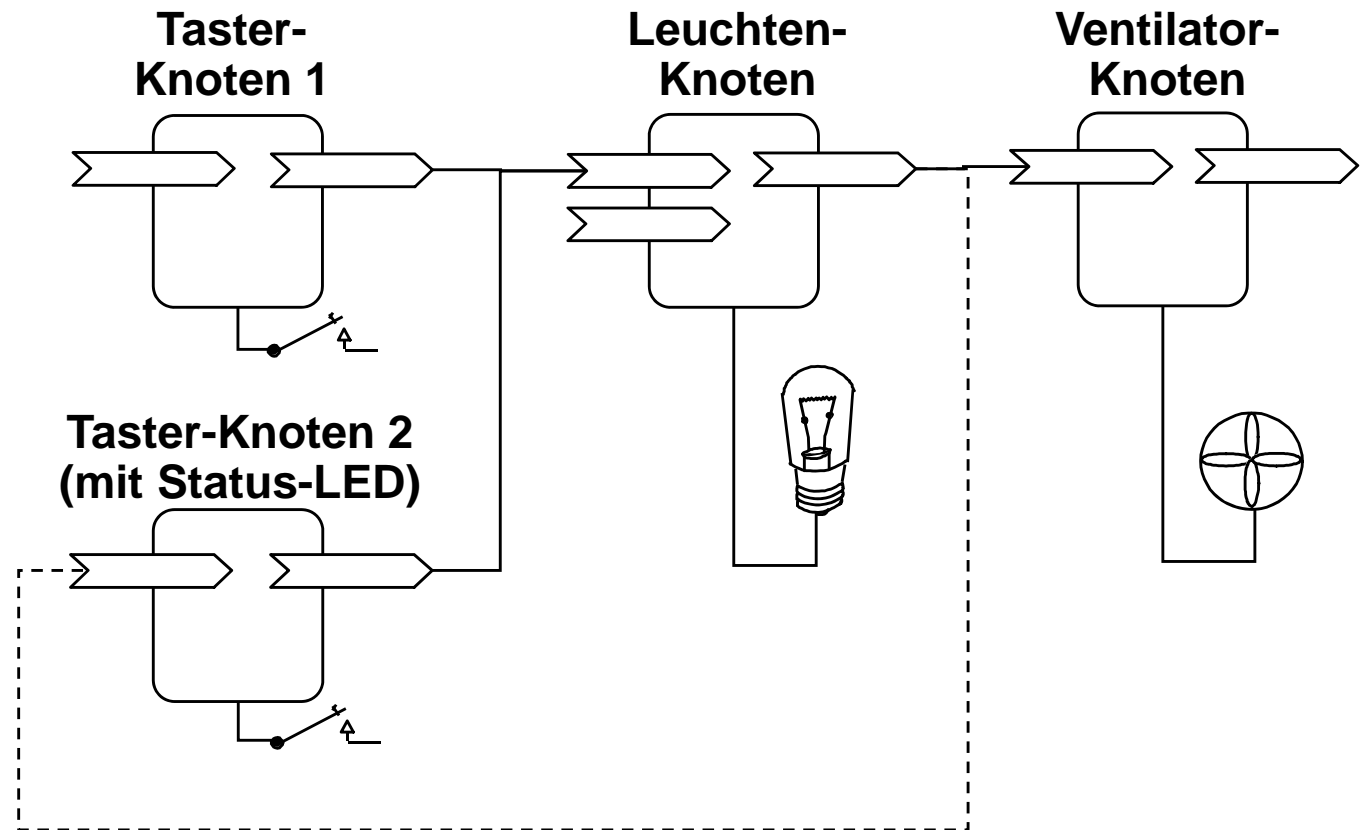 Taster-
Knoten 1
Leuchten-
Knoten
Ventilator-
Knoten
Taster-Knoten 2
(mit Status-LED)